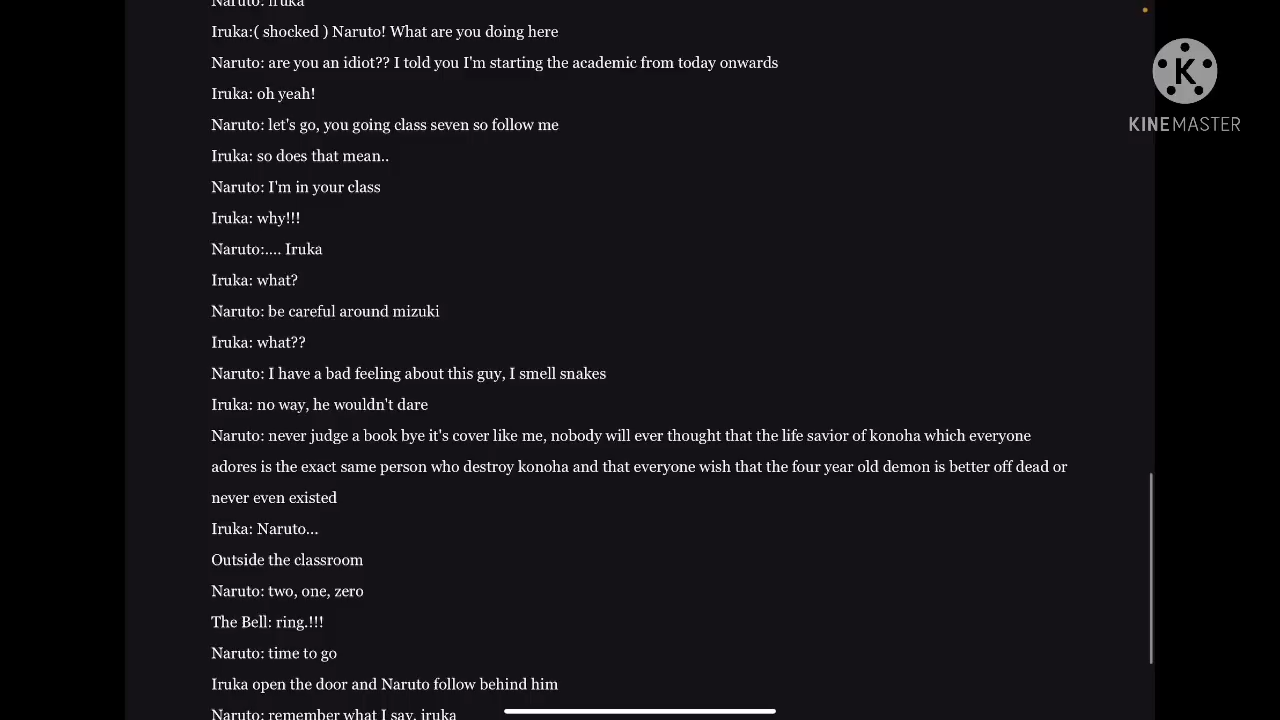 Naruto: iruka
Iruka:( shocked ) Naruto! What are you doing here
Naruto: are you an idiot?? I told you I'm starting the academic from today onwards
Iruka: oh yeah!
Naruto: let's go, you going class seven so follow me
Iruka: so does that mean..
Naruto: I'm in your class
Iruka: why!!!
Naruto:.... Iruka
Iruka: what?
Naruto: be careful around mizuki
Iruka: what??
Naruto: I have a bad feeling about this guy, I smell snakes
Iruka: no way, he wouldn't dare
Naruto: never judge a book bye it's cover like me, nobody will ever thought that the life savior of konoha which everyone
adores is the exact same person who destroy konoha and that everyone wish that the four year old demon is better off dead or
never even existed
Iruka: Naruto...
Outside the classroom
Naruto: two, one, zero
The Bell: ring.!!!
Naruto: time to go
Iruka open the door and Naruto follow behind him
Naruto: remember what I say, iruka
K
KINEMASTER